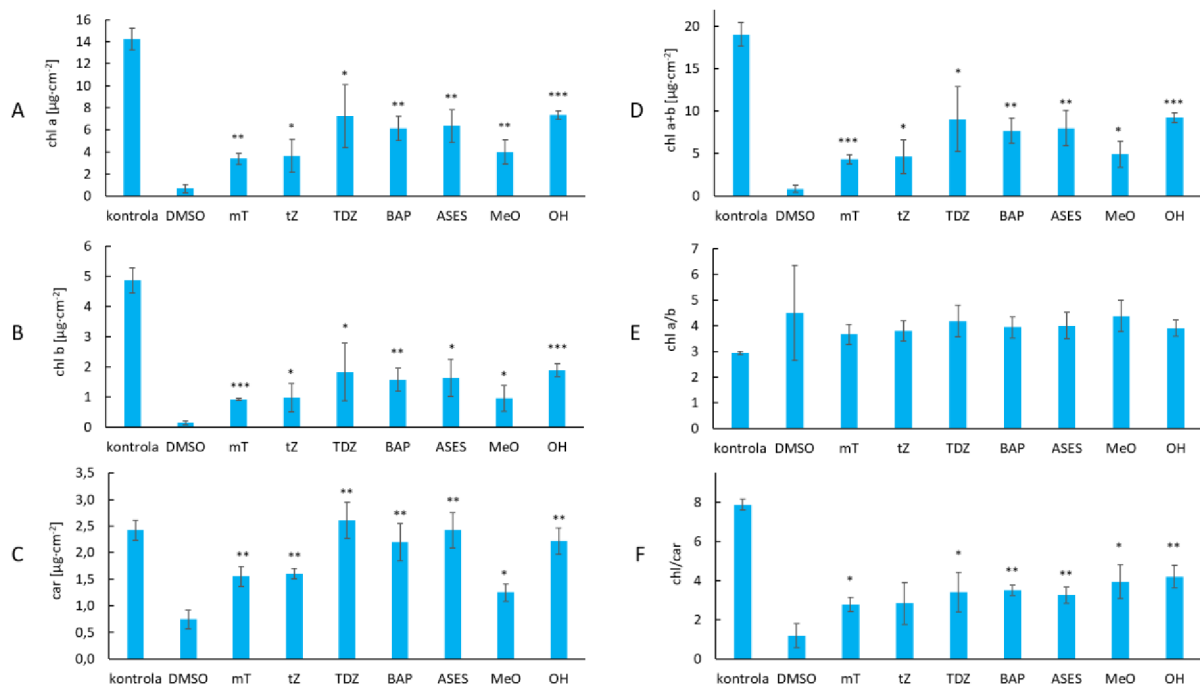 A
chl a [µg·cm⁻²]
16
14
12
10
8
6
4
2
0
** * * ** ** ** ***
kontrola DMSO mT tZ TDZ BAP ASES MeO OH
B
chl b [µg·cm⁻²]
6
5
4
3
2
1
0
*** * * ** * * ***
kontrola DMSO mT tZ TDZ BAP ASES MeO OH
C
car [µg·cm⁻²]
3,5
3,0
2,5
2,0
1,5
1,0
0,5
0,0
** ** ** ** ** * **
kontrola DMSO mT tZ TDZ BAP ASES MeO OH
D
chl a+b [µg·cm⁻²]
20
15
10
5
0
*** * * ** ** * ***
kontrola DMSO mT tZ TDZ BAP ASES MeO OH
E
chl a/b
7
6
5
4
3
2
1
0
kontrola DMSO mT tZ TDZ BAP ASES MeO OH
F
chl/car
8
6
4
2
0
* * ** ** * **
kontrola DMSO mT tZ TDZ BAP ASES MeO OH